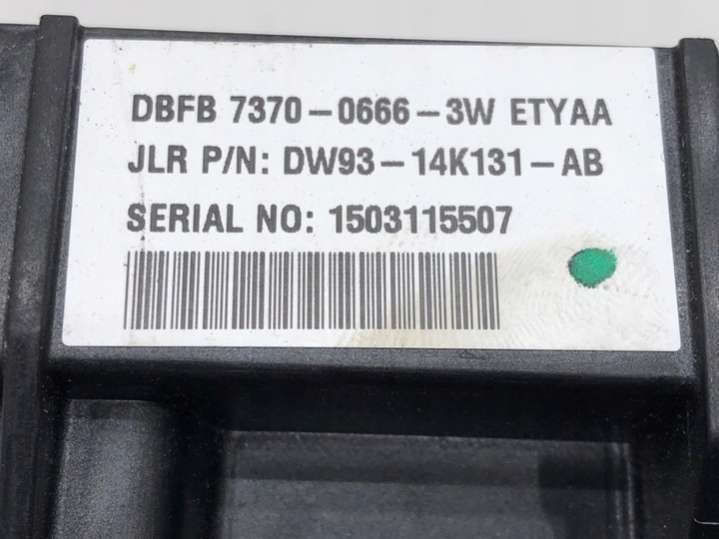 DBFB 7370-0666-3W ETYAA
JLR P/N: DW93-14K131-AB
SERIAL NO: 1503115507